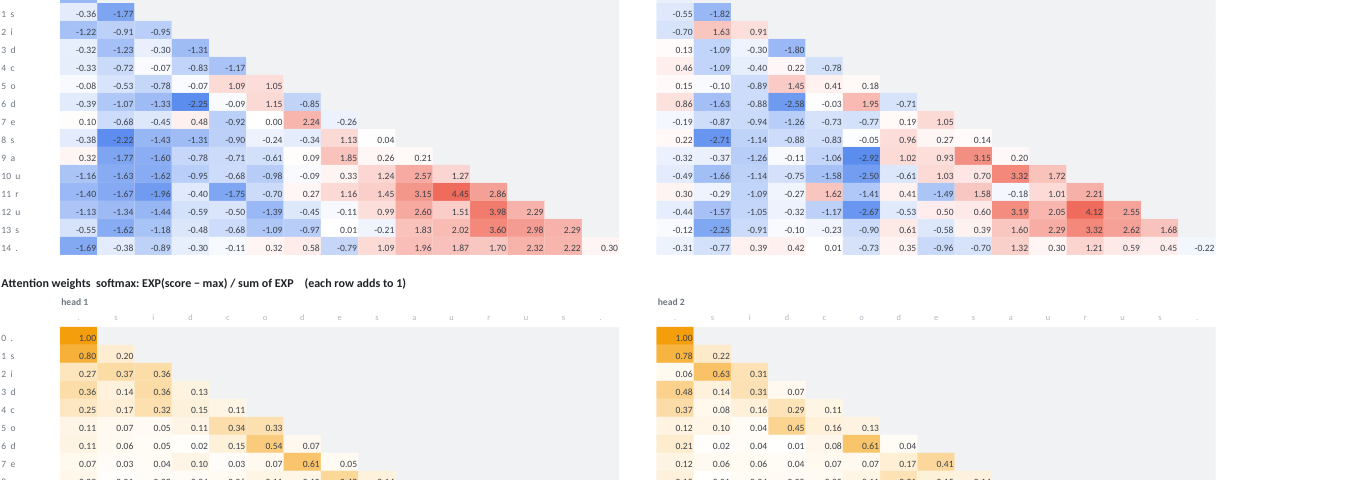 1 s -0.36 -1.77 -0.55 -1.82
2 i -1.22 -0.91 -0.95 -0.70 1.63 0.91
3 d -0.32 -1.23 -0.30 -1.31 0.13 -1.09 -0.30 -1.80
4 c -0.33 -0.72 -0.07 -0.83 -1.17 0.46 -1.09 -0.40 0.22 -0.78
5 o -0.08 -0.53 -0.78 -0.07 1.09 1.05 0.15 -0.10 -0.89 1.45 0.41 0.18
6 d -0.39 -1.07 -1.33 -2.25 -0.09 1.15 -0.85 0.86 -1.63 -0.88 -2.58 -0.03 1.95 -0.71
7 e 0.10 -0.68 -0.45 0.48 -0.92 0.00 2.24 -0.26 -0.19 -0.87 -0.94 -1.26 -0.73 -0.77 0.19 1.05
8 s -0.38 -2.22 -1.43 -1.31 -0.90 -0.24 -0.34 1.13 0.04 0.22 -2.71 -1.14 -0.88 -0.83 -0.05 0.96 0.27 0.14
9 a 0.32 -1.77 -1.60 -0.78 -0.71 -0.61 0.09 1.85 0.26 0.21 -0.32 -0.37 -1.26 -0.11 -1.06 -2.92 1.02 0.93 3.15 0.20
10 u -1.16 -1.63 -1.62 -0.95 -0.68 -0.98 -0.09 0.33 1.24 2.57 1.27 -0.49 -1.66 -1.14 -0.32 -1.58 -2.50 -0.61 1.03 0.70 3.32 1.72
11 r -1.40 -1.67 -1.96 -0.40 -1.75 -0.70 0.27 1.16 1.45 3.15 4.45 2.86 0.30 -0.29 -1.09 -0.27 1.62 -1.41 0.41 -1.49 1.58 -0.18 1.01 2.21
12 u -1.13 -1.34 -1.44 -0.59 -0.50 -1.39 -0.45 -0.11 0.99 2.60 1.51 3.98 2.29 -0.44 -1.57 -1.05 -0.32 -1.17 -2.67 -0.53 0.50 0.60 3.19 2.05 4.12 2.55
13 s -0.55 -1.62 -1.18 -0.48 -0.68 -1.09 -0.97 0.01 -0.21 1.83 2.02 3.60 2.98 2.29 -0.12 -2.25 -0.91 -0.10 -0.23 -0.90 0.61 -0.58 0.39 1.60 2.29 3.32 2.62 1.68
14 . -1.69 -0.38 -0.89 -0.30 -0.11 0.32 0.58 -0.79 1.09 1.96 1.87 1.70 2.32 2.22 0.30 -0.31 -0.77 0.39 0.42 0.01 -0.73 0.35 -0.96 -0.70 1.32 0.30 1.21 0.59 0.45 -0.22
Attention weights softmax: EXP(score − max) / sum of EXP (each row adds to 1)
head 1 head 2
. s i d c o d e s a u r u s . . s i d c o d e s a u r u s .
0 . 1.00 1.00
1 s 0.80 0.20 0.78 0.22
2 i 0.27 0.37 0.36 0.06 0.63 0.31
3 d 0.36 0.14 0.36 0.13 0.48 0.14 0.31 0.07
4 c 0.25 0.17 0.32 0.15 0.11 0.37 0.08 0.16 0.29 0.11
5 o 0.11 0.07 0.05 0.11 0.34 0.33 0.12 0.10 0.04 0.45 0.16 0.13
6 d 0.11 0.06 0.05 0.02 0.15 0.54 0.07 0.21 0.02 0.04 0.01 0.08 0.61 0.04
7 e 0.07 0.03 0.04 0.10 0.03 0.07 0.61 0.05 0.12 0.06 0.06 0.04 0.07 0.07 0.17 0.41